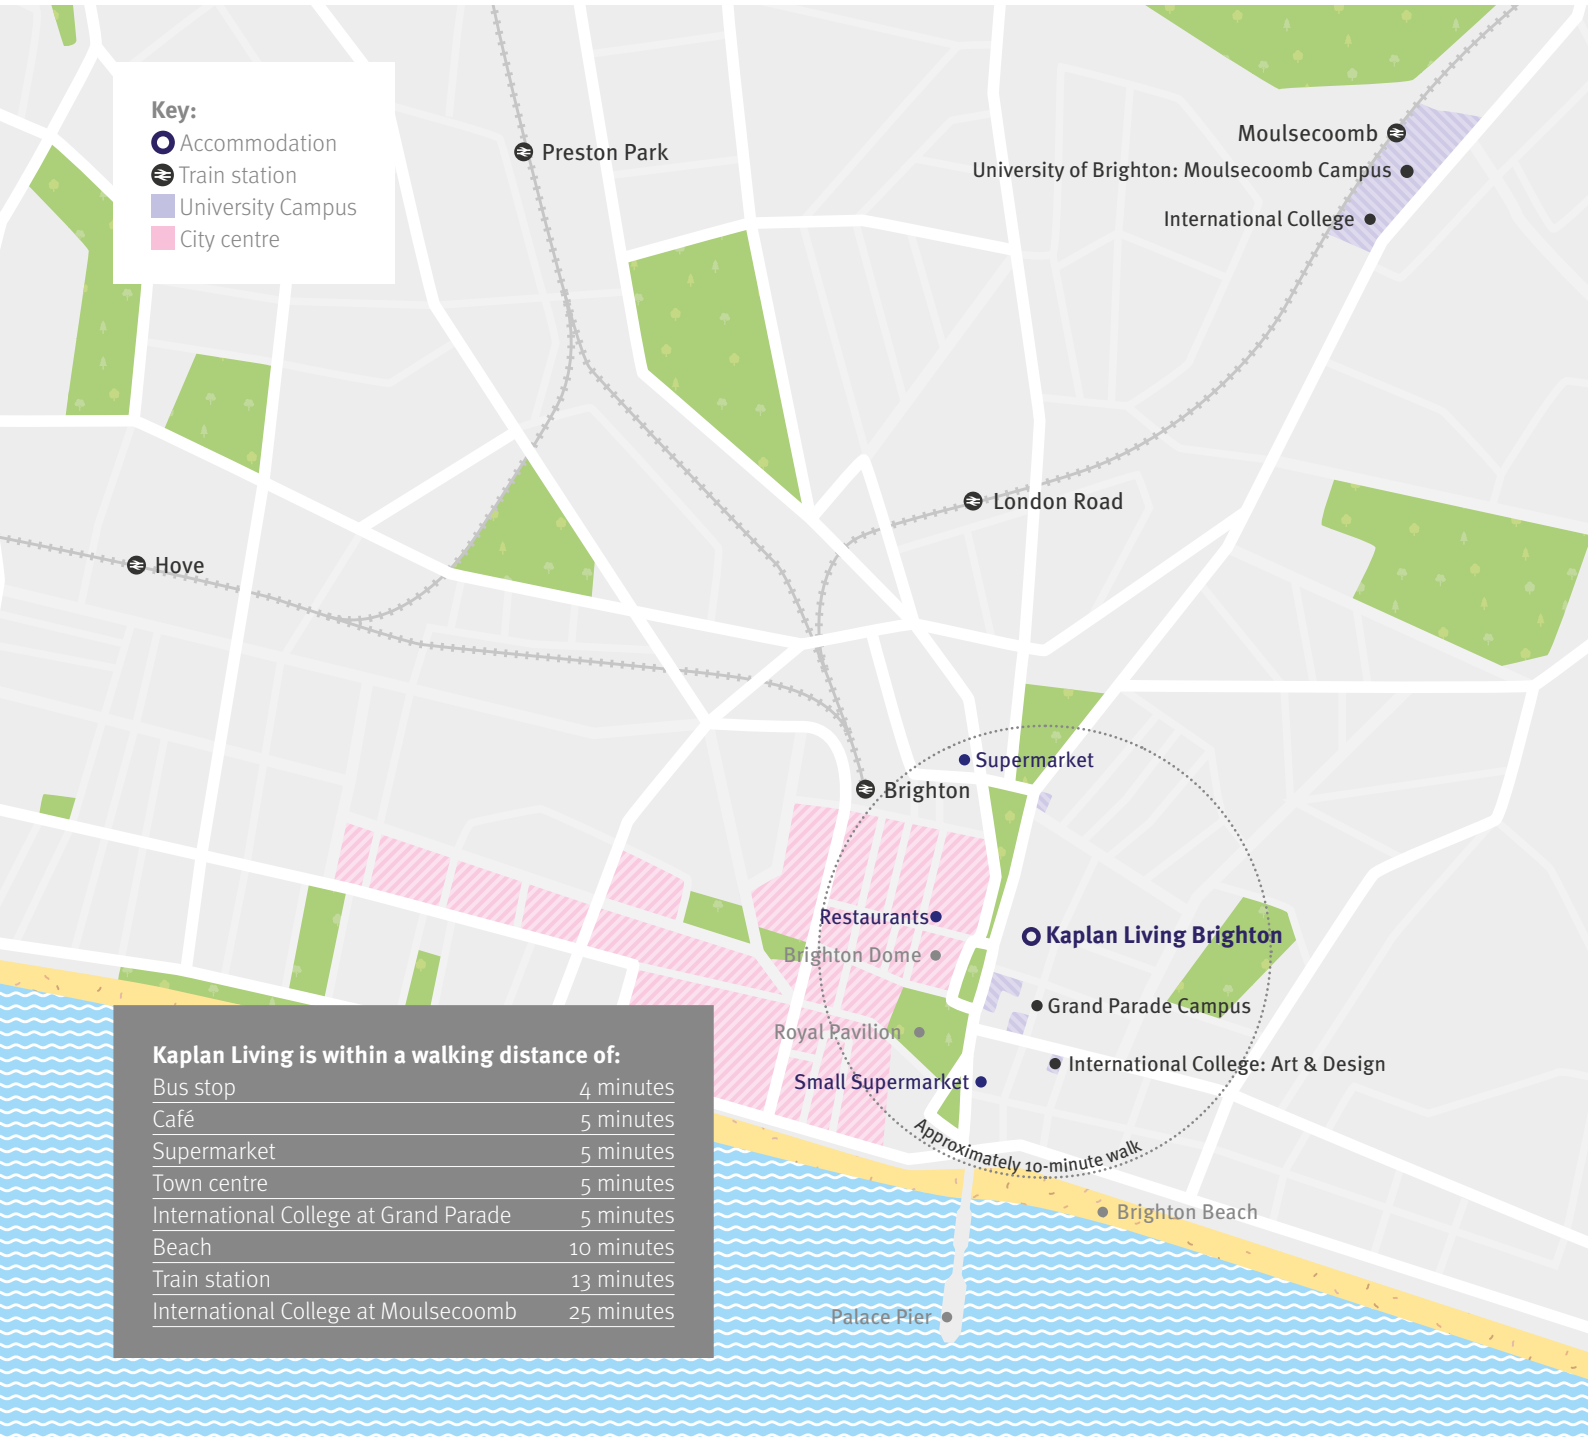 Key:
Accommodation
Train station
University Campus
City centre
Preston Park
Moulsecoomb
University of Brighton: Moulsecoomb Campus
International College
London Road
Hove
Supermarket
Brighton
Restaurants
Kaplan Living Brighton
Brighton Dome
Grand Parade Campus
Royal Pavilion
International College: Art & Design
Small Supermarket
Approximately 10-minute walk
Brighton Beach
Palace Pier
Kaplan Living is within a walking distance of:
Bus stop 4 minutes
Café 5 minutes
Supermarket 5 minutes
Town centre 5 minutes
International College at Grand Parade 5 minutes
Beach 10 minutes
Train station 13 minutes
International College at Moulsecoomb 25 minutes